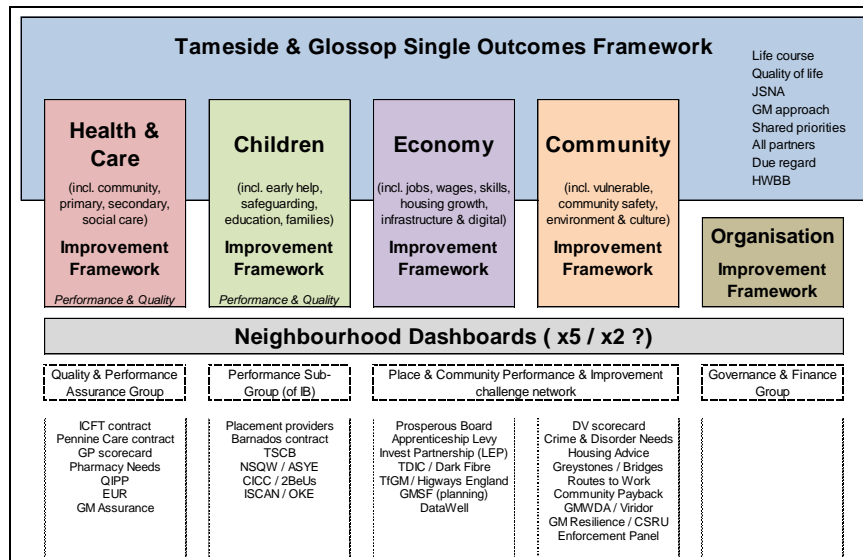 Tameside & Glossop Single Outcomes Framework
Life course
Quality of life
JSNA
GM approach
Shared priorities
All partners
Due regard
HWBB
Health &
Care
(incl. community,
primary, secondary,
social care)
Improvement
Framework
Performance & Quality
Children
(incl. early help,
safeguarding,
education, families)
Improvement
Framework
Performance & Quality
Economy
(incl. jobs, wages, skills,
housing growth,
infrastructure & digital)
Improvement
Framework
Community
(incl. vulnerable,
community safety,
environment & culture)
Improvement
Framework
Organisation
Improvement
Framework
Neighbourhood Dashboards ( x5 / x2 ?)
Quality & Performance
Assurance Group
Performance Sub-
Group (of IB)
Place & Community Performance & Improvement
challenge network
Governance & Finance
Group
ICFT contract
Pennine Care contract
GP scorecard
Pharmacy Needs
QIPP
EUR
GM Assurance
Placement providers
Barnados contract
TSCB
NSQW / ASYE
CICC / 2BeUs
ISCAN / OKE
Prosperous Board
Apprenticeship Levy
Invest Partnership (LEP)
TDIC / Dark Fibre
TfGM / Higways England
GMSF (planning)
DataWell
DV scorecard
Crime & Disorder Needs
Housing Advice
Greystones / Bridges
Routes to Work
Community Payback
GMWDA / Viridor
GM Resilience / CSRU
Enforcement Panel